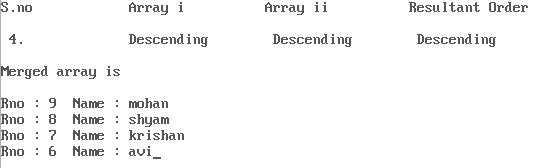 S.no Array i Array ii Resultant Order
4. Descending Descending Descending
Merged array is
Rno : 9 Name : mohan
Rno : 8 Name : shyam
Rno : 7 Name : krishan
Rno : 6 Name : avi_